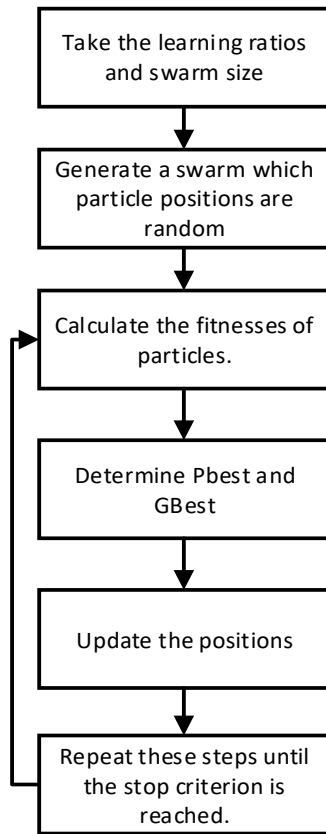 Take the learning ratios
and swarm size
Generate a swarm which
particle positions are
random
Calculate the fitnesses of
particles.
Determine Pbest and
GBest
Update the positions
Repeat these steps until
the stop criterion is
reached.